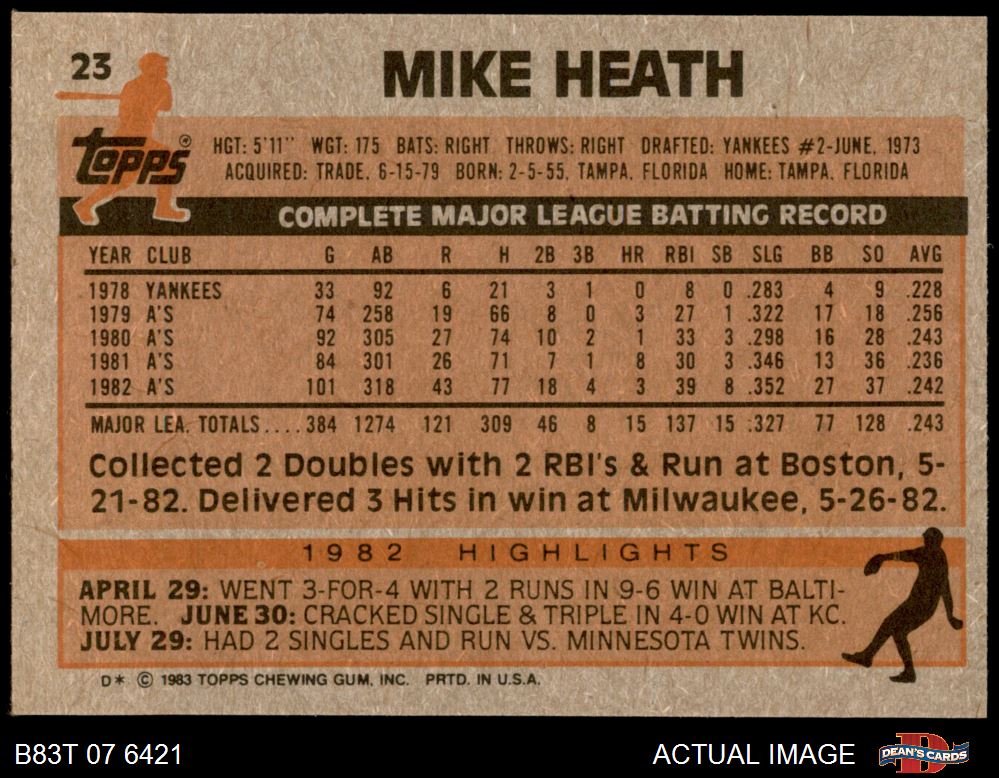 23
MIKE HEATH
TOPPS®
HGT: 5'11" WGT: 175 BATS: RIGHT THROWS: RIGHT DRAFTED: YANKEES #2-JUNE, 1973
ACQUIRED: TRADE, 6-15-79 BORN: 2-5-55, TAMPA, FLORIDA HOME: TAMPA, FLORIDA
COMPLETE MAJOR LEAGUE BATTING RECORD
YEAR CLUB G AB R H 2B 3B HR RBI SB SLG BB SO AVG
1978 YANKEES 33 92 6 21 3 1 0 8 0 .283 4 9 .228
1979 A'S 74 258 19 66 8 0 3 27 1 .322 17 18 .256
1980 A'S 92 305 27 74 10 2 1 33 3 .298 16 28 .243
1981 A'S 84 301 26 71 7 1 8 30 3 .346 13 36 .236
1982 A'S 101 318 43 77 18 4 3 39 8 .352 27 37 .242
MAJOR LEA. TOTALS....384 1274 121 309 46 8 15 137 15 .327 77 128 .243
Collected 2 Doubles with 2 RBI's & Run at Boston, 5-
21-82. Delivered 3 Hits in win at Milwaukee, 5-26-82.
1982 HIGHLIGHTS
APRIL 29: WENT 3-FOR-4 WITH 2 RUNS IN 9-6 WIN AT BALTI-
MORE. JUNE 30: CRACKED SINGLE & TRIPLE IN 4-0 WIN AT KC.
JULY 29: HAD 2 SINGLES AND RUN VS. MINNESOTA TWINS.
D* © 1983 TOPPS CHEWING GUM, INC. PRTD. IN U.S.A.
B83T 07 6421
ACTUAL IMAGE
D
DEAN'S CARDS